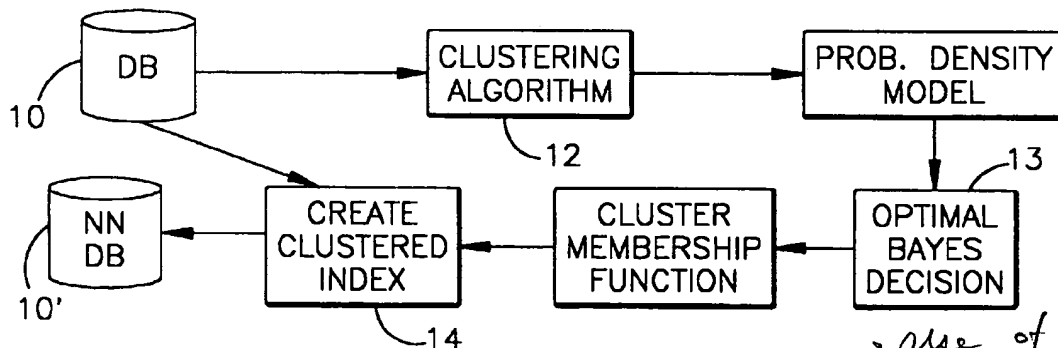 DB
10
CLUSTERING
ALGORITHM
12
PROB. DENSITY
MODEL
13
NN
DB
10'
CREATE
CLUSTERED
INDEX
14
CLUSTER
MEMBERSHIP
FUNCTION
OPTIMAL
BAYES
DECISION
of